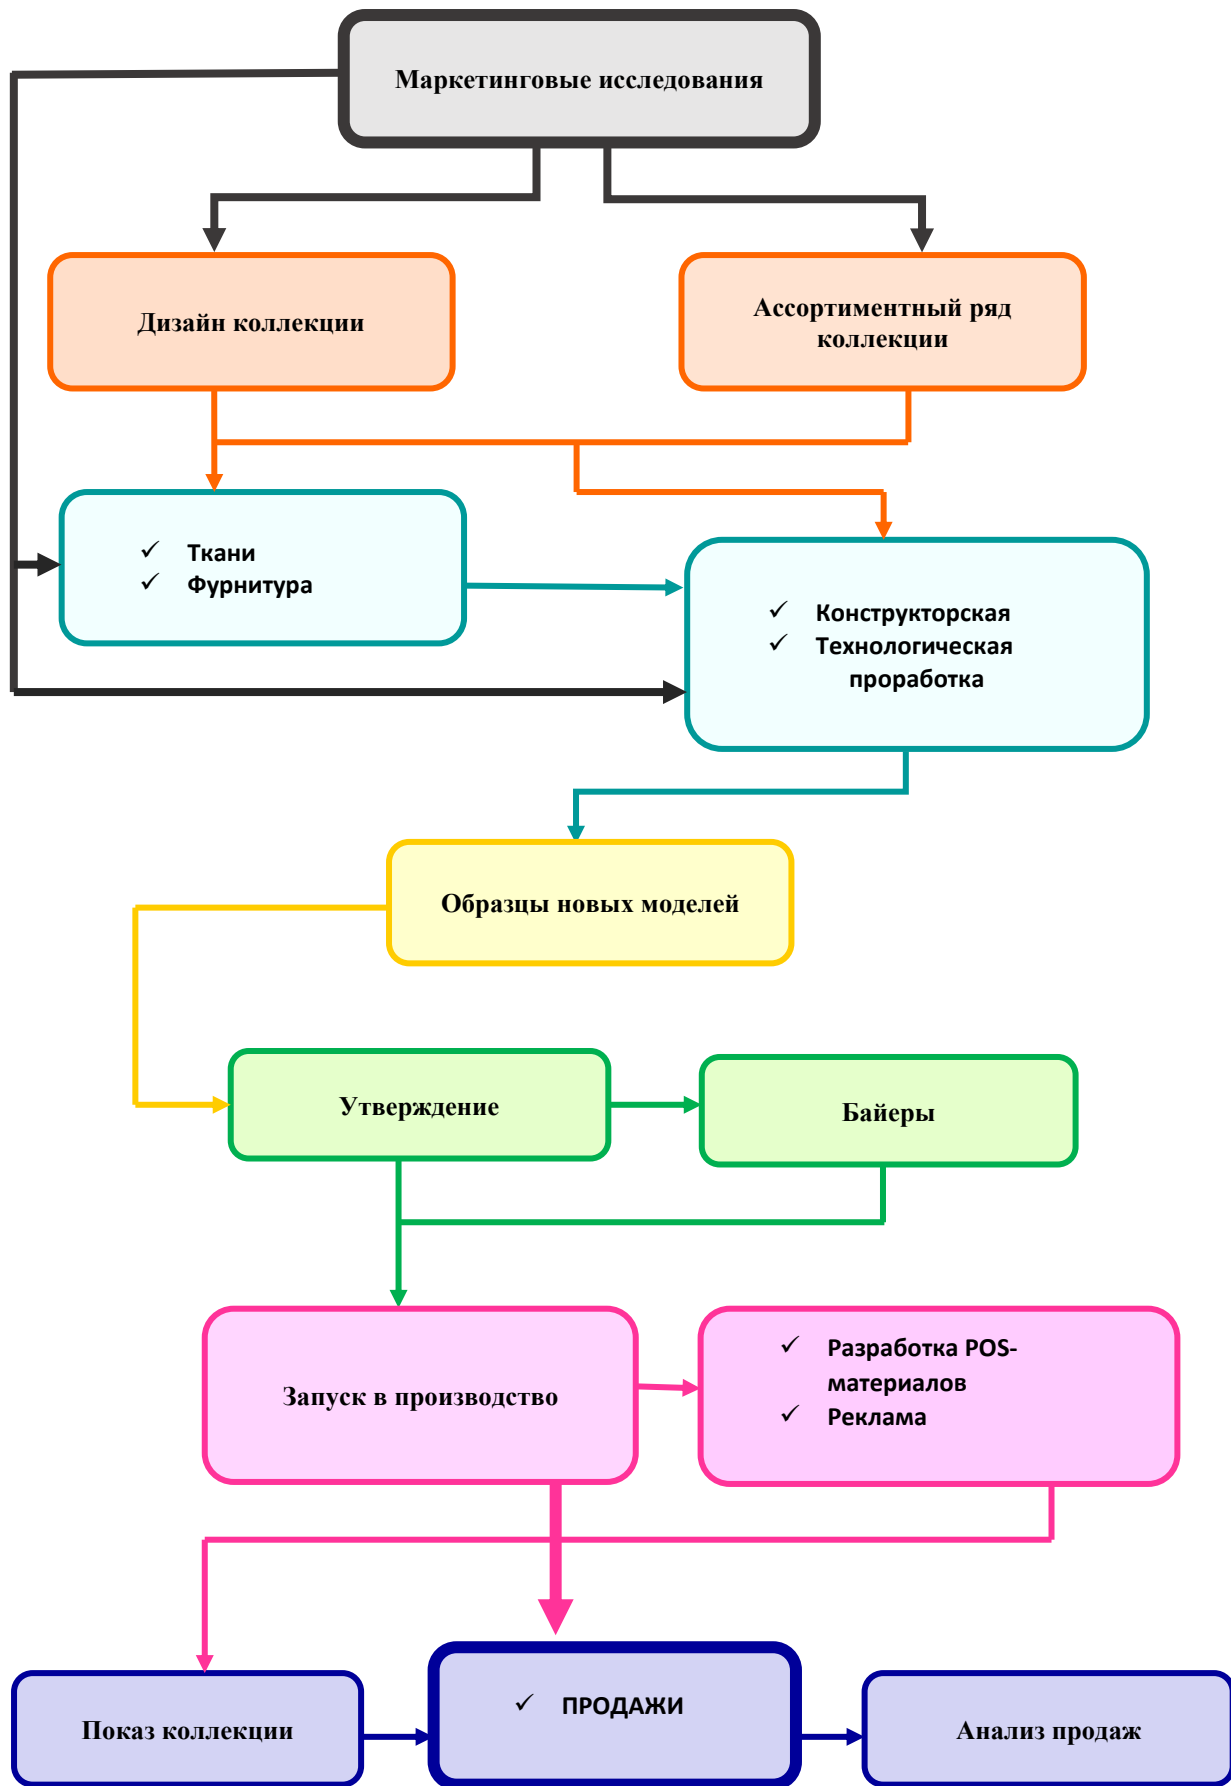 Маркетинговые исследования
Дизайн коллекции
Ассортиментный ряд
коллекции
✓ Ткани
✓ Фурнитура
✓ Конструкторская
✓ Технологическая
проработка
Образцы новых моделей
Утверждение
Байеры
Запуск в производство
✓ Разработка POS-
материалов
✓ Реклама
Показ коллекции
✓ ПРОДАЖИ
Анализ продаж